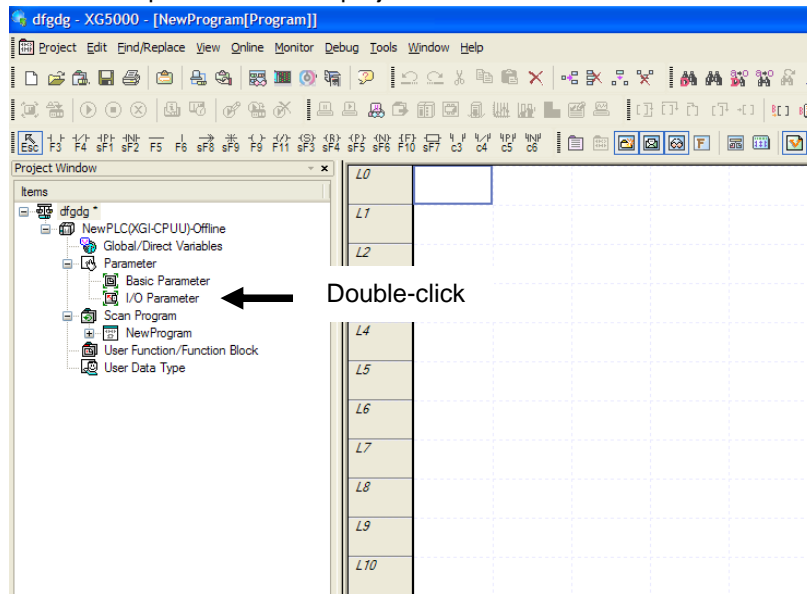 dfgdg - XG5000 - [NewProgram[Program]]
Project Edit Find/Replace View Online Monitor Debug Tools Window Help
Esc F3 F4 sF1 sF2 F5 F6 sF8 sF9 F9 F11 sF3 sF4 sF5 sF6 F10 sF7 c3 c4 c5 c6
Project Window
Items
dfgdg *
NewPLC(XGI-CPUU)-Offline
Global/Direct Variables
Parameter
Basic Parameter
I/O Parameter
Scan Program
NewProgram
User Function/Function Block
User Data Type
L0
L1
L2
Double-click
L4
L5
L6
L7
L8
L9
L10